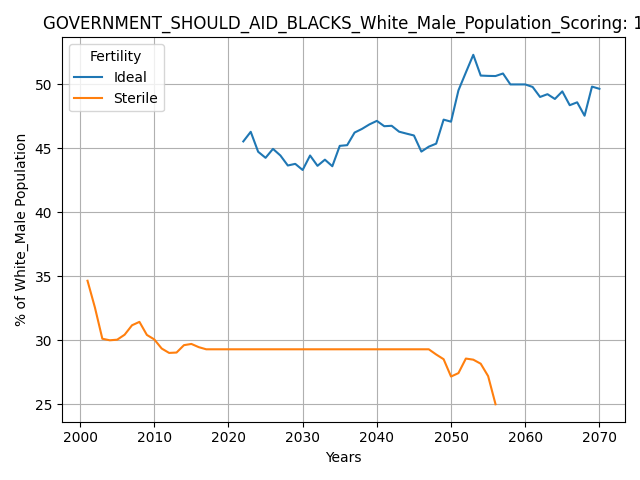 GOVERNMENT_SHOULD_AID_BLACKS_White_Male_Population_Scoring: 1
Fertility
Ideal
Sterile
% of White_Male Population
50
45
40
35
30
25
2000 2010 2020 2030 2040 2050 2060 2070
Years